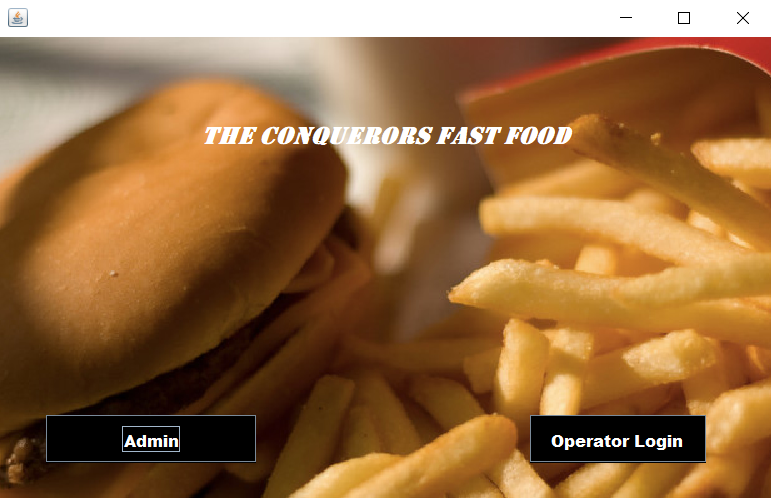 THE CONQUERORS FAST FOOD
Admin
Operator Login